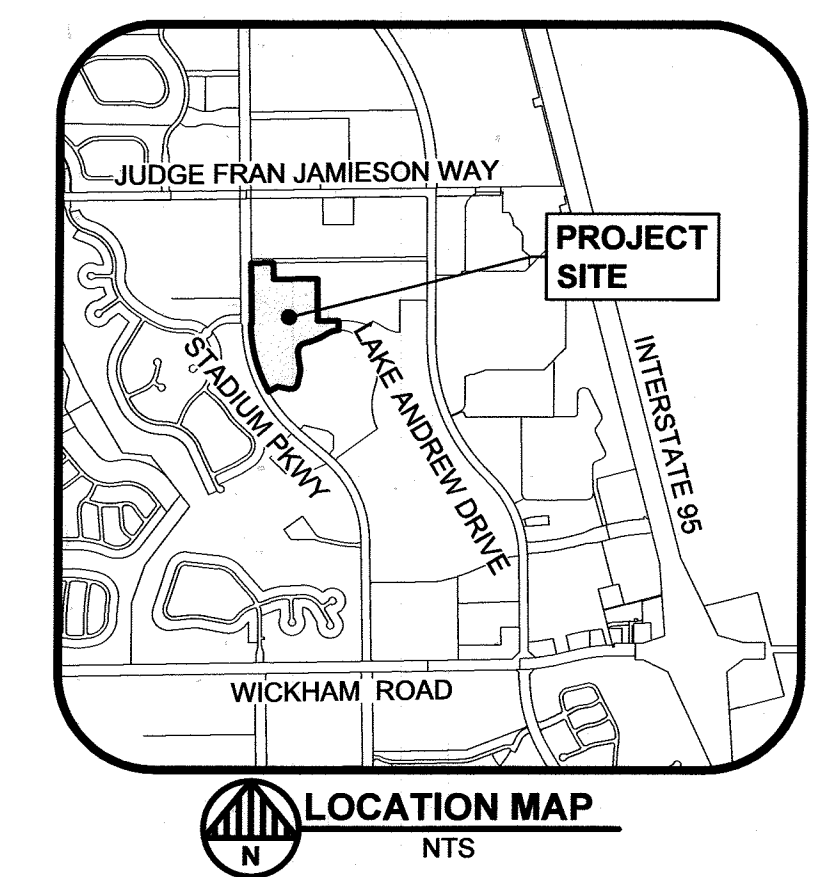 JUDGE FRAN JAMIESON WAY
PROJECT
SITE
STADIUM PKWY
LAKE ANDREW DRIVE
INTERSTATE 95
WICKHAM ROAD
N
LOCATION MAP
NTS